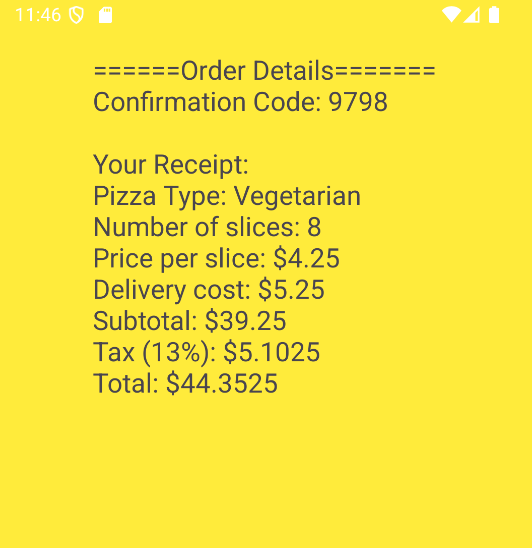 11:46
======Order Details=======
Confirmation Code: 9798
Your Receipt:
Pizza Type: Vegetarian
Number of slices: 8
Price per slice: $4.25
Delivery cost: $5.25
Subtotal: $39.25
Tax (13%): $5.1025
Total: $44.3525